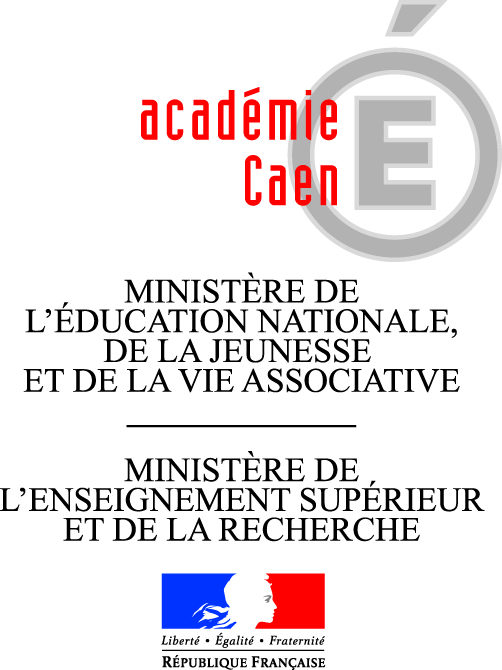 académie
Caen
É
MINISTÈRE DE
L’ÉDUCATION NATIONALE,
DE LA JEUNESSE
ET DE LA VIE ASSOCIATIVE
MINISTÈRE DE
L’ENSEIGNEMENT SUPÉRIEUR
ET DE LA RECHERCHE
Liberté • Égalité • Fraternité
RÉPUBLIQUE FRANÇAISE